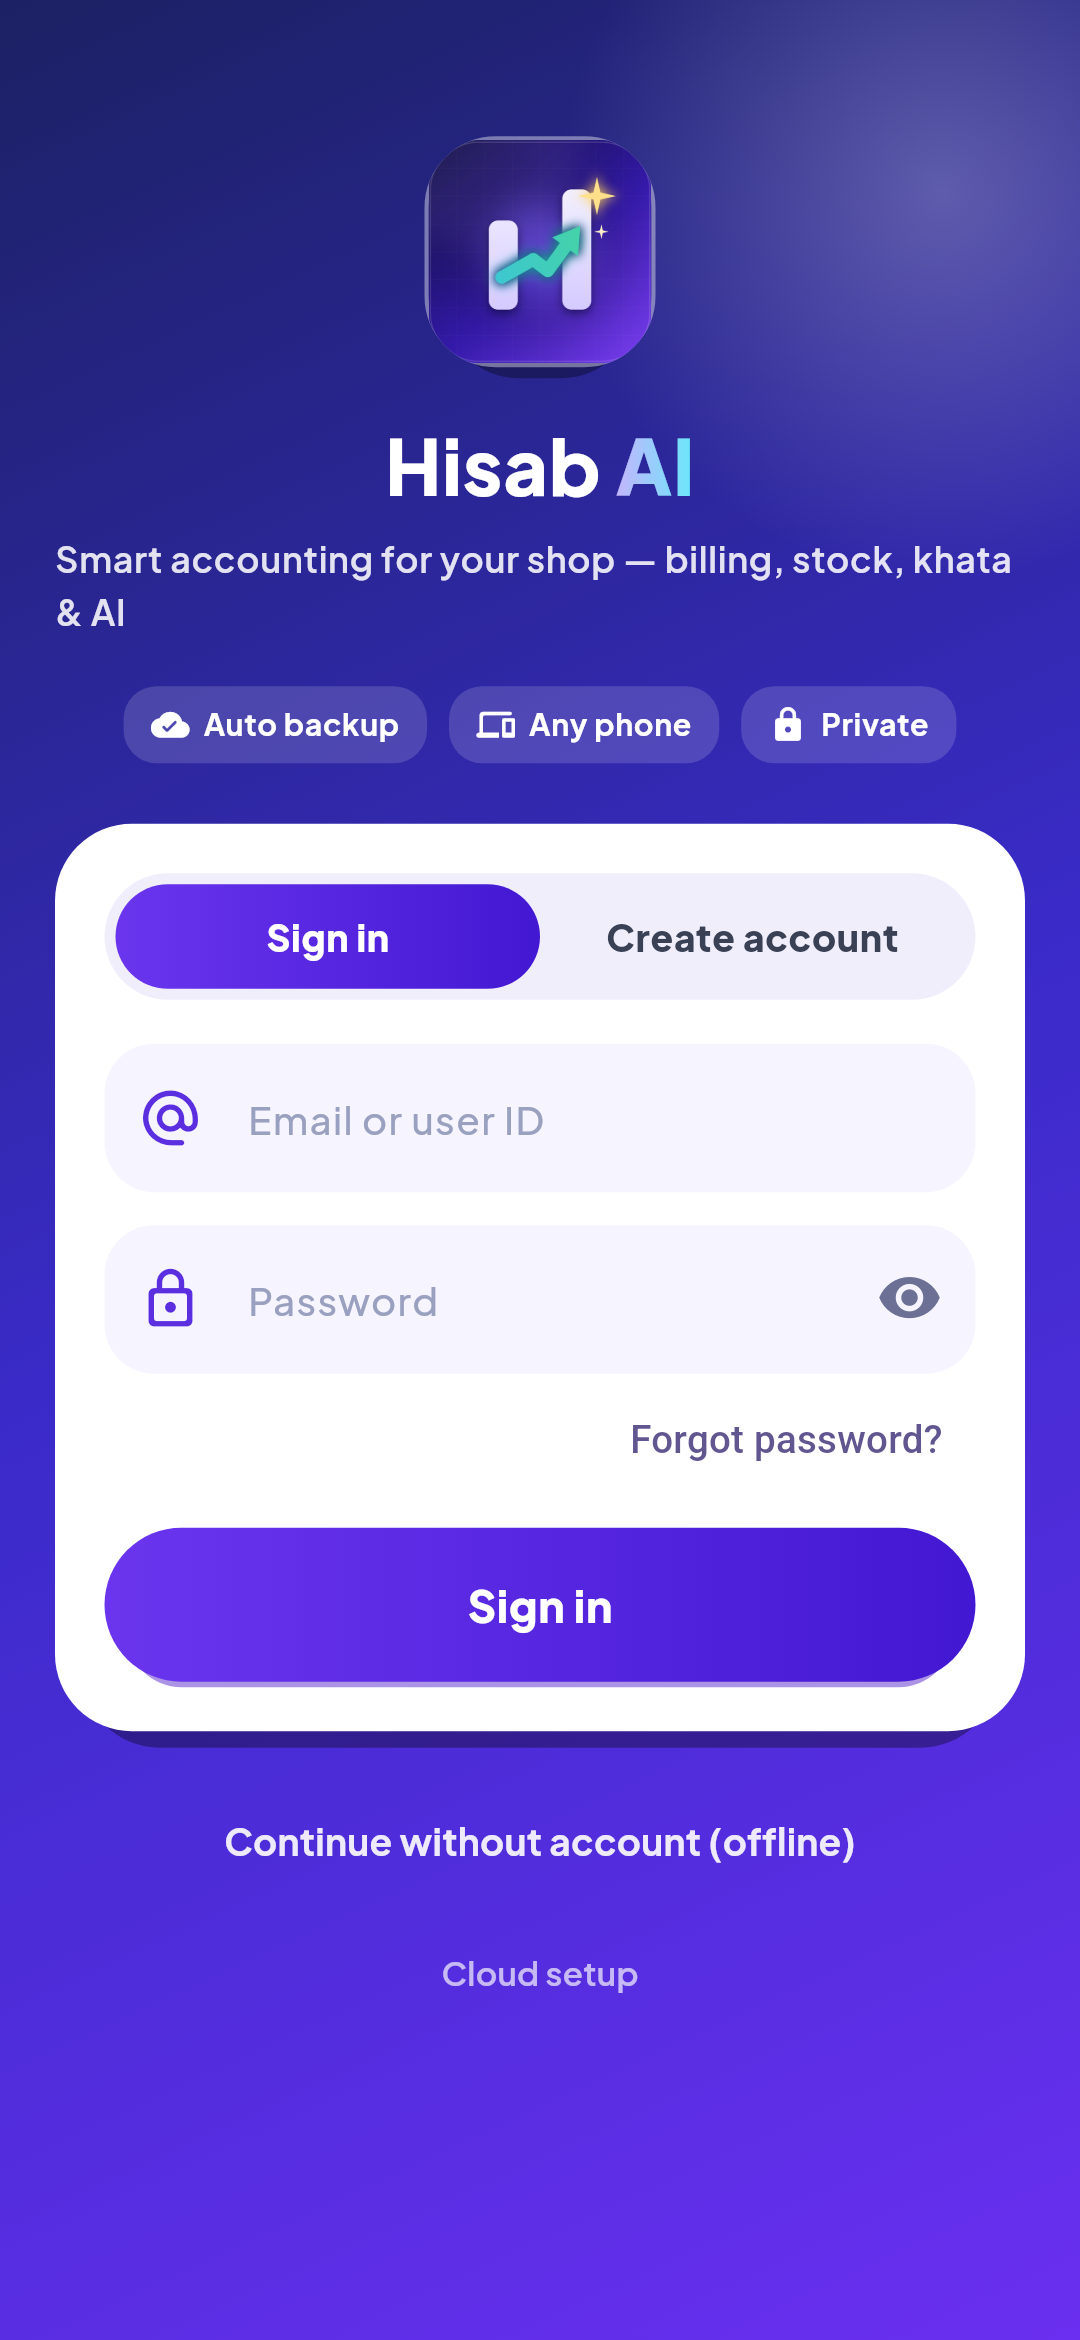 Hisab AI
Smart accounting for your shop — billing, stock, khata
& AI
Auto backup
Any phone
Private
Sign in
Create account
Email or user ID
Password
Forgot password?
Sign in
Continue without account (offline)
Cloud setup